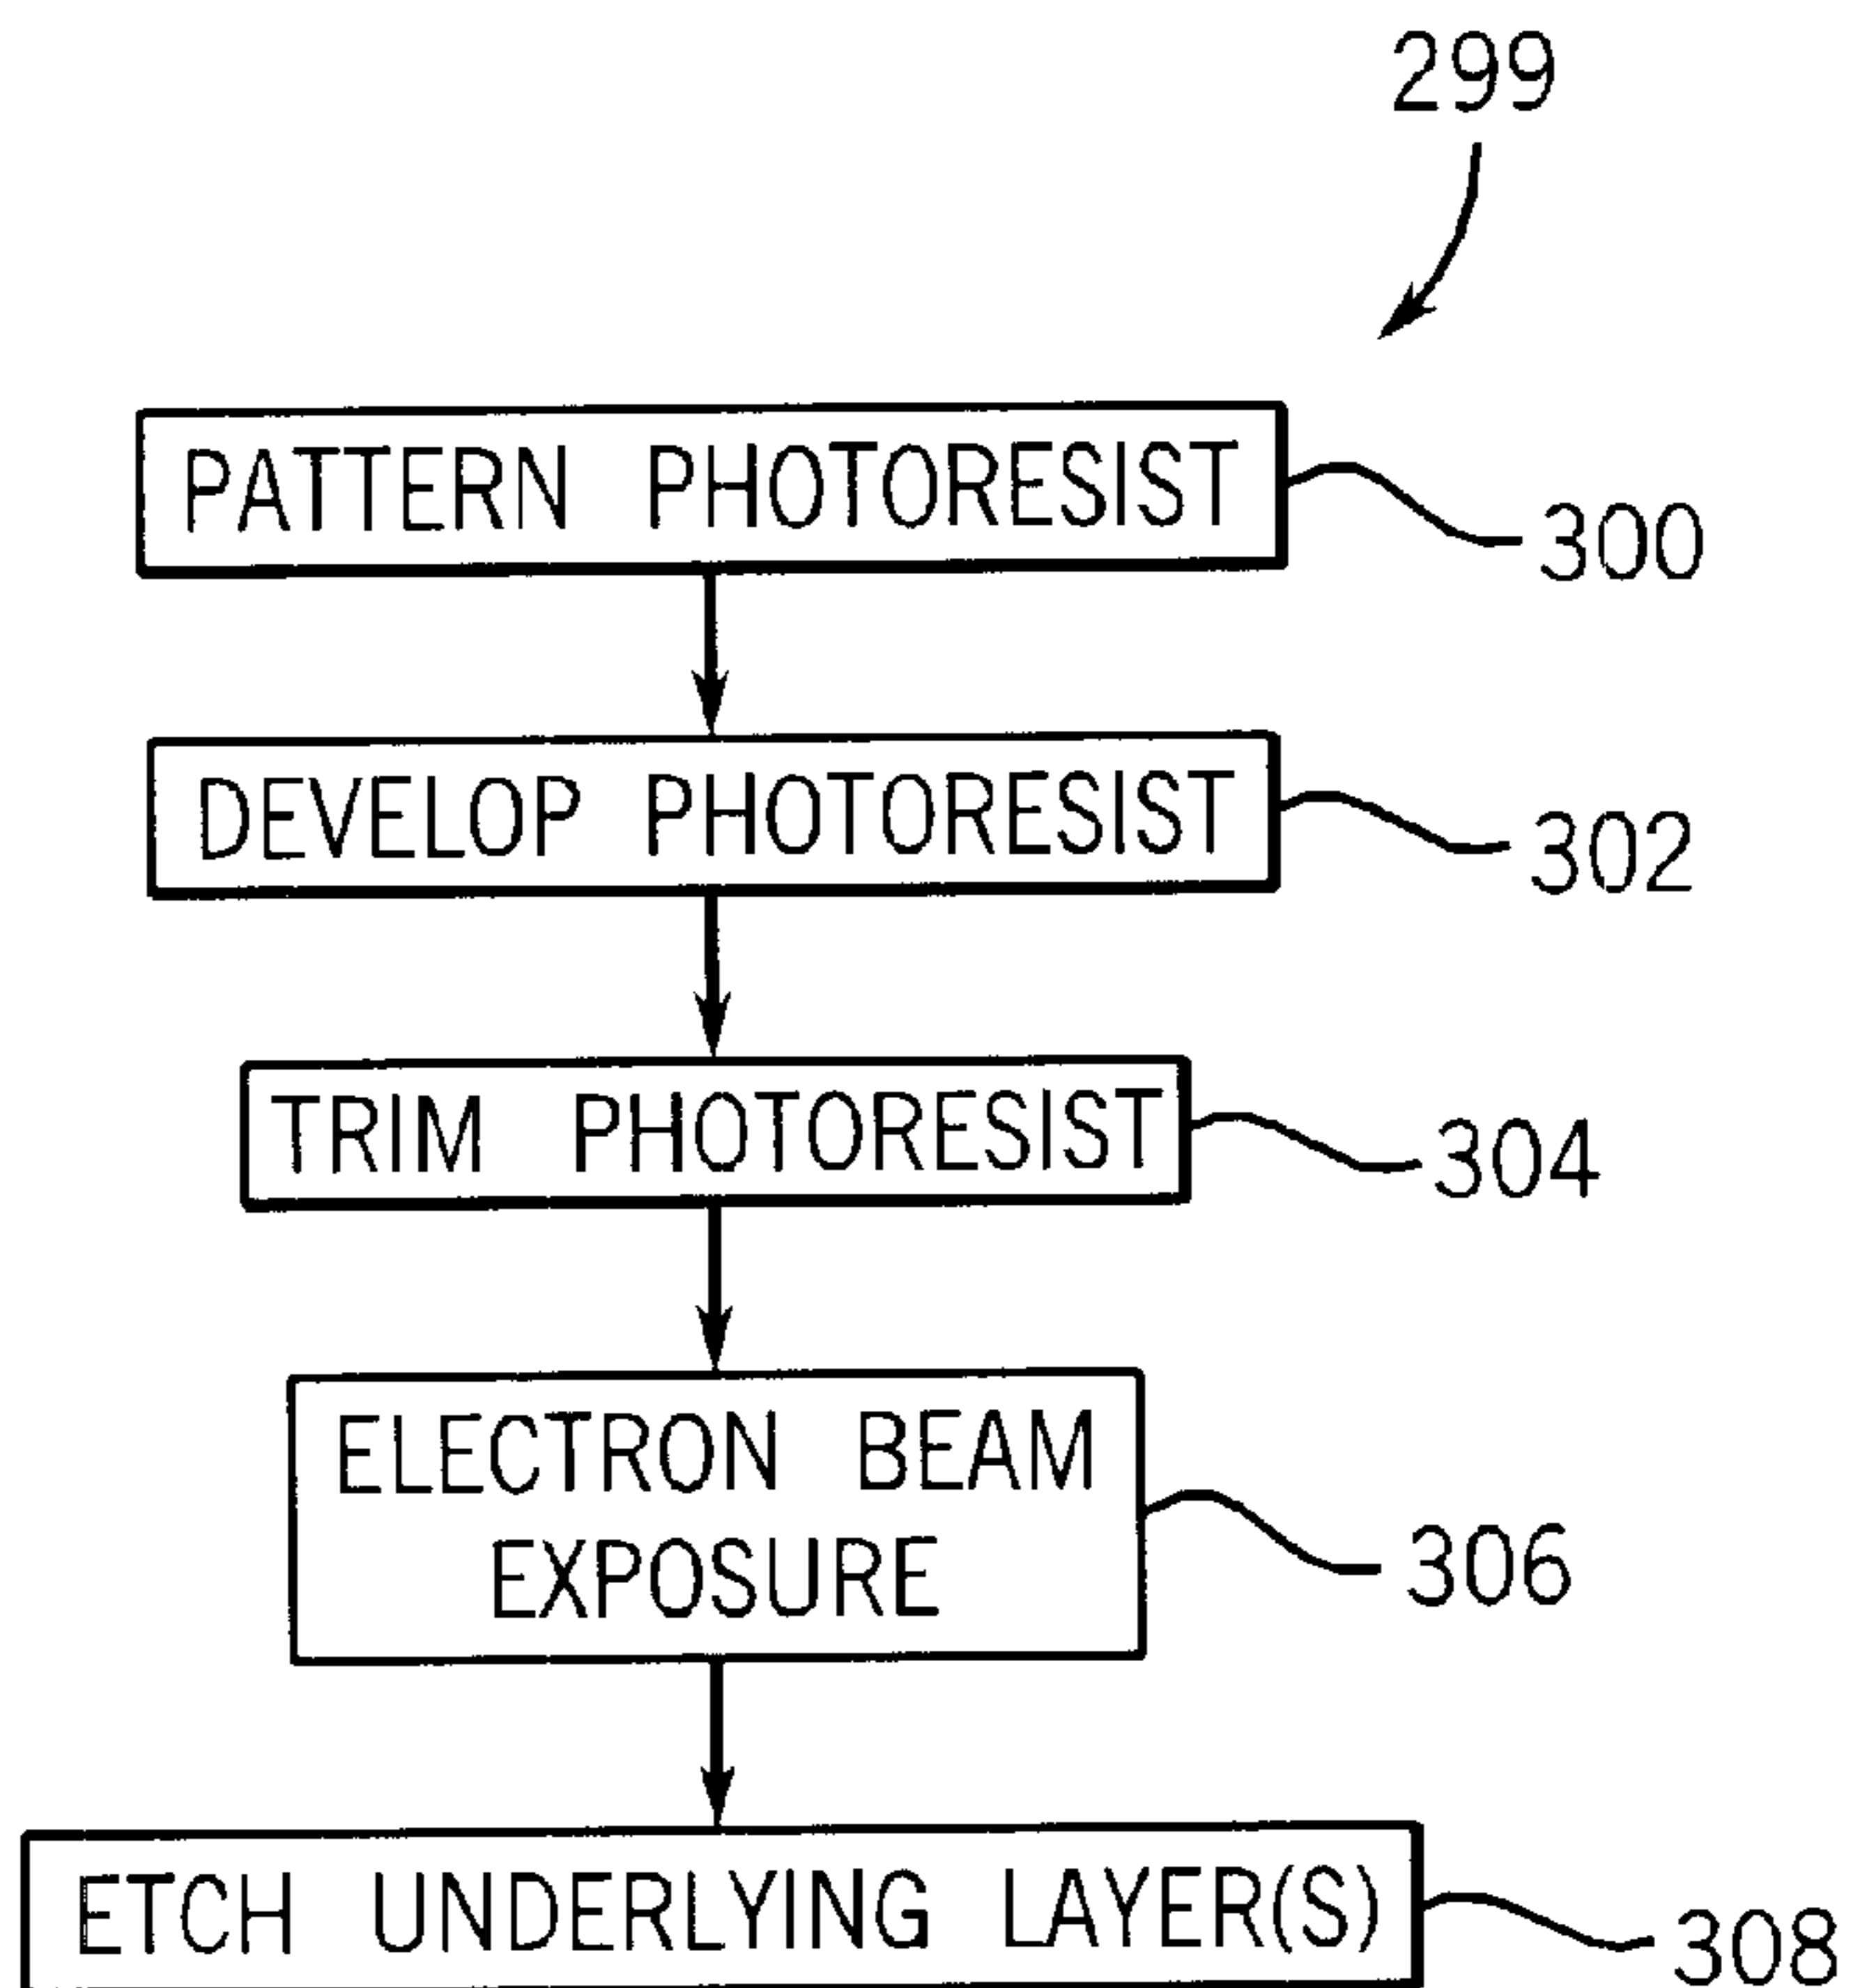 299
PATTERN PHOTORESIST
300
DEVELOP PHOTORESIST
302
TRIM PHOTORESIST
304
ELECTRON BEAM
EXPOSURE
306
ETCH UNDERLYING LAYER(S)
308